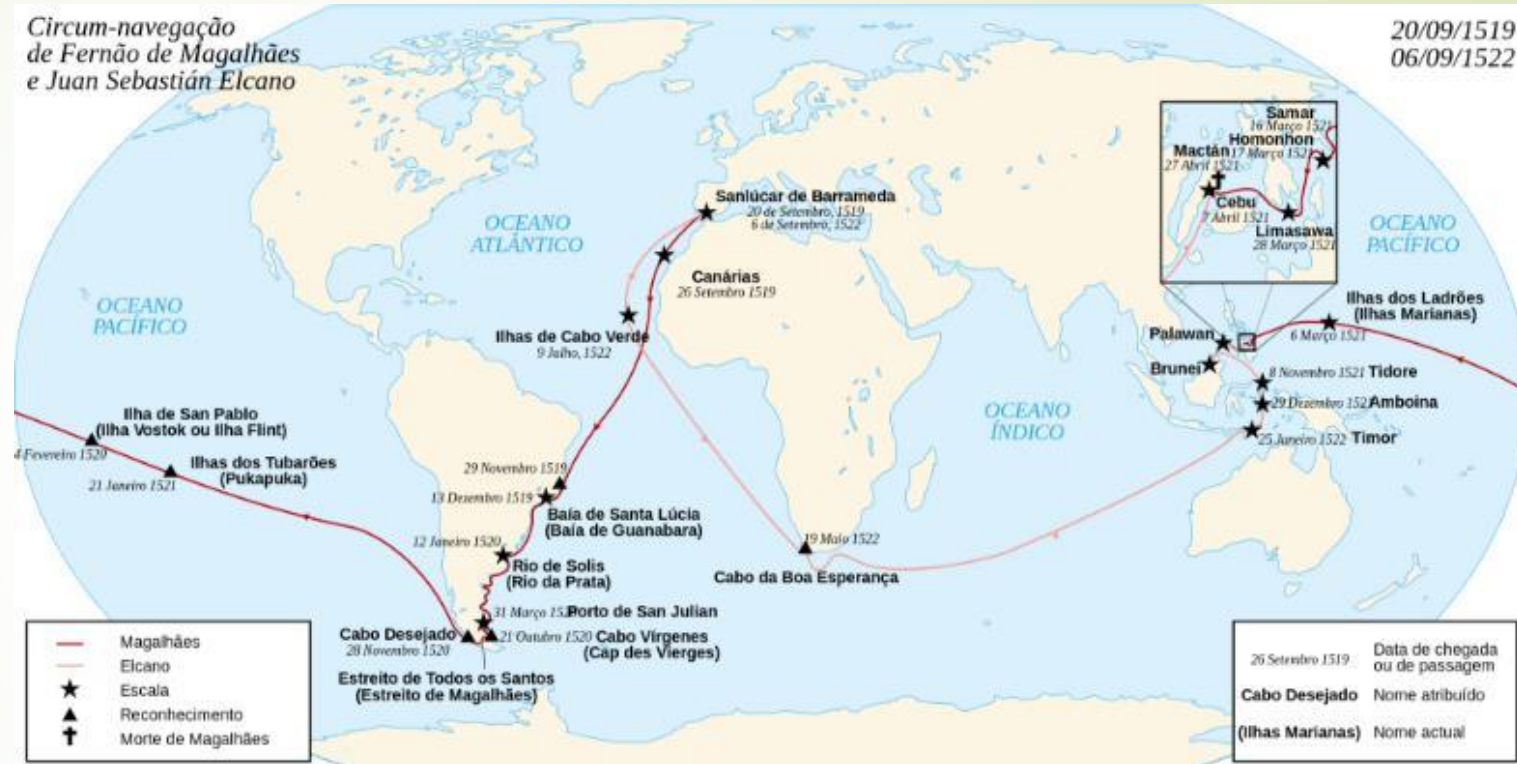 Circum-navegação
de Fernão de Magalhães
e Juan Sebastián Elcano
20/09/1519
06/09/1522
Samar
16 Março 1521
Homonhon
17 Março 1521
Mactán
27 Abril 1521
Cebu
7 Abril 1521
Limasawa
28 Março 1521
Sanlúcar de Barrameda
20 de Setembro, 1519
6 de Setembro, 1522
OCEANO
ATLÂNTICO
OCEANO
PACÍFICO
Canárias
26 Setembro 1519
OCEANO
PACÍFICO
Ilhas dos Ladrões
(Ilhas Marianas)
6 Março 1521
Ilhas de Cabo Verde
9 Julho, 1522
Palawan
Brunei
8 Novembro 1521 Tidore
29 Dezembro 1521 Amboina
25 Janeiro 1522 Timor
OCEANO
ÍNDICO
Ilha de San Pablo
(Ilha Vostok ou Ilha Flint)
4 Fevereiro 1520
Ilhas dos Tubarões
(Pukapuka)
21 Janeiro 1521
29 Novembro 1519
13 Dezembro 1519
Baía de Santa Lúcia
(Baía de Guanabara)
12 Janeiro 1520
Rio de Solis
(Rio da Prata)
19 Maio 1522
Cabo da Boa Esperança
31 Março 1520 Porto de San Julian
Cabo Desejado
28 Novembro 1520
21 Outubro 1520 Cabo Vírgenes
(Cap des Vierges)
Estreito de Todos os Santos
(Estreito de Magalhães)
Magalhães
Elcano
Escala
Reconhecimento
Morte de Magalhães
26 Setembro 1519 Data de chegada
ou de passagem
Cabo Desejado Nome atribuído
(Ilhas Marianas) Nome actual